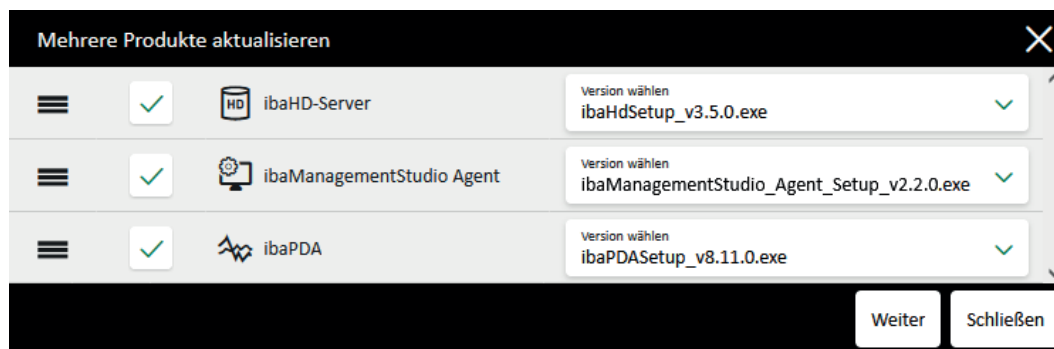 Mehrere Produkte aktualisieren
HD
ibaHD-Server
Version wählen
ibaHdSetup_v3.5.0.exe
ibaManagementStudio Agent
Version wählen
ibaManagementStudio_Agent_Setup_v2.2.0.exe
ibaPDA
Version wählen
ibaPDASetup_v8.11.0.exe
Weiter
Schließen